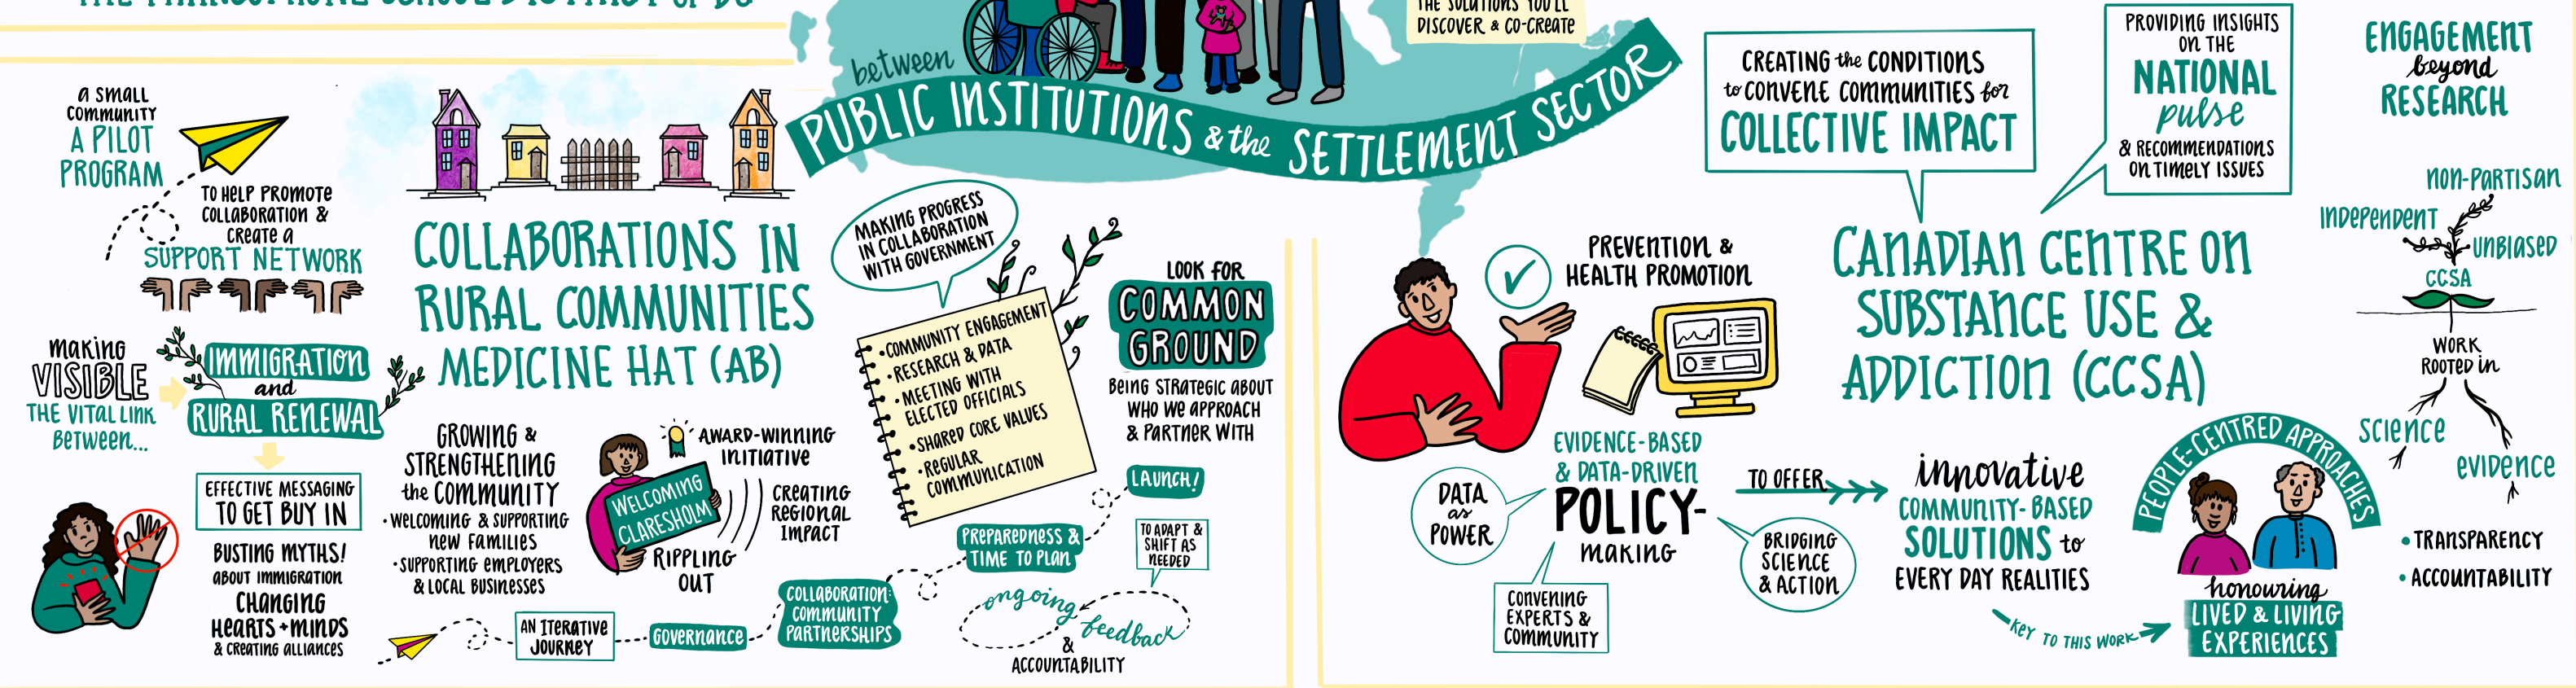 THE FRANCOPHONE SCHOOL DISTRICT OF BC
THE SOLUTIONS YOU'LL
DISCOVER & CO-CREATE
between
PUBLIC INSTITUTIONS & the SETTLEMENT SECTOR
a SMALL
COMMUNITY
A PILOT
PROGRAM
TO HELP PROMOTE
COLLABORATION &
CREATE a
SUPPORT NETWORK
making
VISIBLE
THE VITAL LINK
BETWEEN...
IMMIGRATION
and
RURAL RENEWAL
EFFECTIVE MESSAGING
TO GET BUY IN
BUSTING MYTHS!
ABOUT IMMIGRATION
CHANGING
HEARTS + MINDS
& CREATING ALLIANCES
COLLABORATIONS IN
RURAL COMMUNITIES
MEDICINE HAT (AB)
GROWING &
STRENGTHENING
the COMMUNITY
• WELCOMING & SUPPORTING
NEW FAMILIES
• SUPPORTING EMPLOYERS
& LOCAL BUSINESSES
AWARD-WINNING
INITIATIVE
WELCOMING
CLARESHOLM
CREATING
REGIONAL
IMPACT
RIPPLING
OUT
MAKING PROGRESS
IN COLLABORATION
WITH GOVERNMENT
• COMMUNITY ENGAGEMENT
• RESEARCH & DATA
• MEETING WITH
ELECTED OFFICIALS
• SHARED CORE VALUES
• REGULAR
COMMUNICATION
LOOK FOR
COMMON
GROUND
BEING STRATEGIC ABOUT
WHO WE APPROACH
& PARTNER WITH
AN ITERATIVE
JOURNEY
GOVERNANCE
COLLABORATION:
COMMUNITY
PARTNERSHIPS
PREPAREDNESS &
TIME TO PLAN
LAUNCH!
TO ADAPT &
SHIFT AS
NEEDED
ongoing
feedback
&
ACCOUNTABILITY
CREATING the CONDITIONS
to CONVENE COMMUNITIES for
COLLECTIVE IMPACT
PROVIDING INSIGHTS
ON THE
NATIONAL
pulse
& RECOMMENDATIONS
ON TIMELY ISSUES
CANADIAN CENTRE ON
SUBSTANCE USE &
ADDICTION (CCSA)
PREVENTION &
HEALTH PROMOTION
EVIDENCE-BASED
& DATA-DRIVEN
POLICY-
making
DATA
as
POWER
CONVENING
EXPERTS &
COMMUNITY
BRIDGING
SCIENCE
& ACTION
TO OFFER
innovative
COMMUNITY-BASED
SOLUTIONS to
EVERY DAY REALITIES
KEY TO THIS WORK
PEOPLE-CENTRED APPROACHES
honouring
LIVED & LIVING
EXPERIENCES
ENGAGEMENT
beyond
RESEARCH
NON-PARTISAN
INDEPENDENT
UNBIASED
CCSA
WORK
ROOTED in
SCIENCE
EVIDENCE
• TRANSPARENCY
• ACCOUNTABILITY